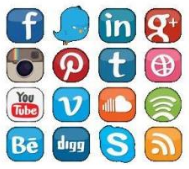 f in g+
t
You
Tube v
Bē digg S